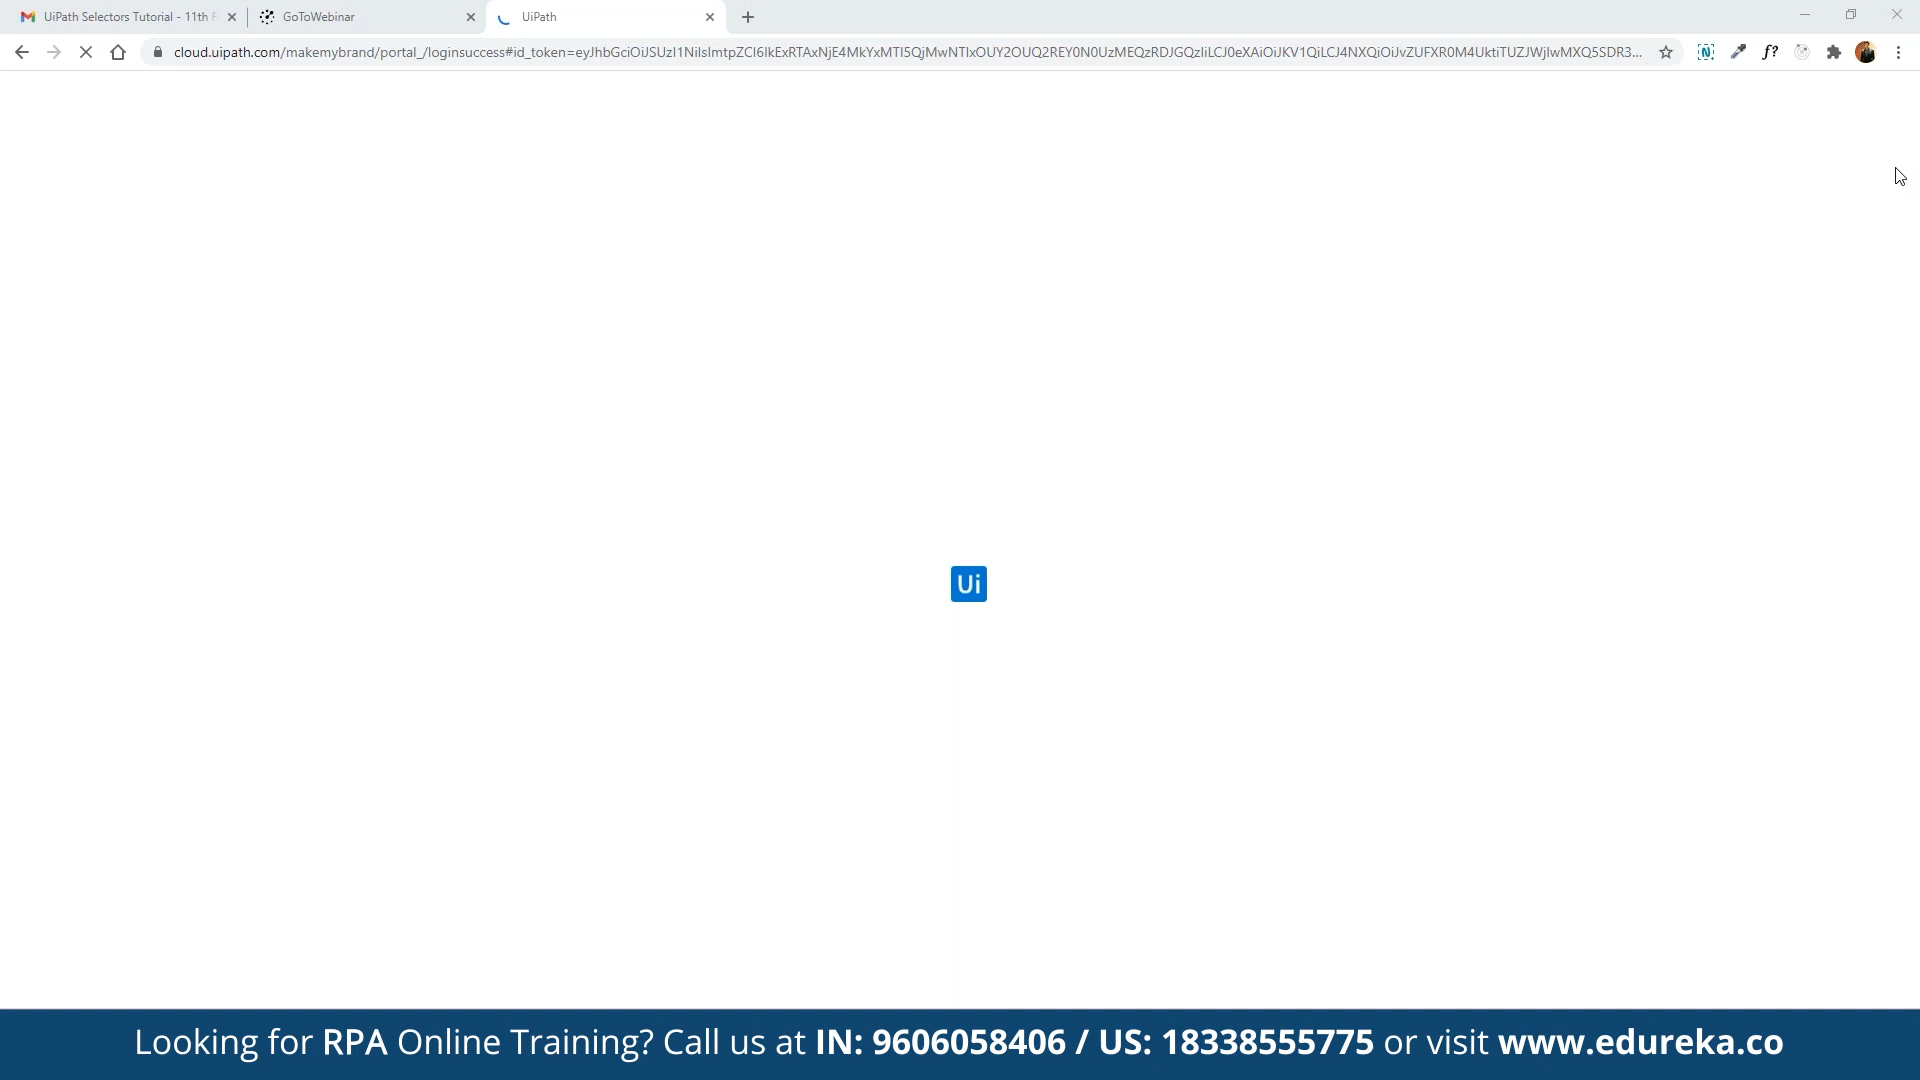 UiPath Selectors Tutorial - 11th F
GoToWebinar
UiPath
cloud.uipath.com/makemybrand/portal_/loginsuccess#id_token=
f?
N
Ui
Looking for RPA Online Training? Call us at IN: 9606058406 / US: 18338555775 or visit www.edureka.co